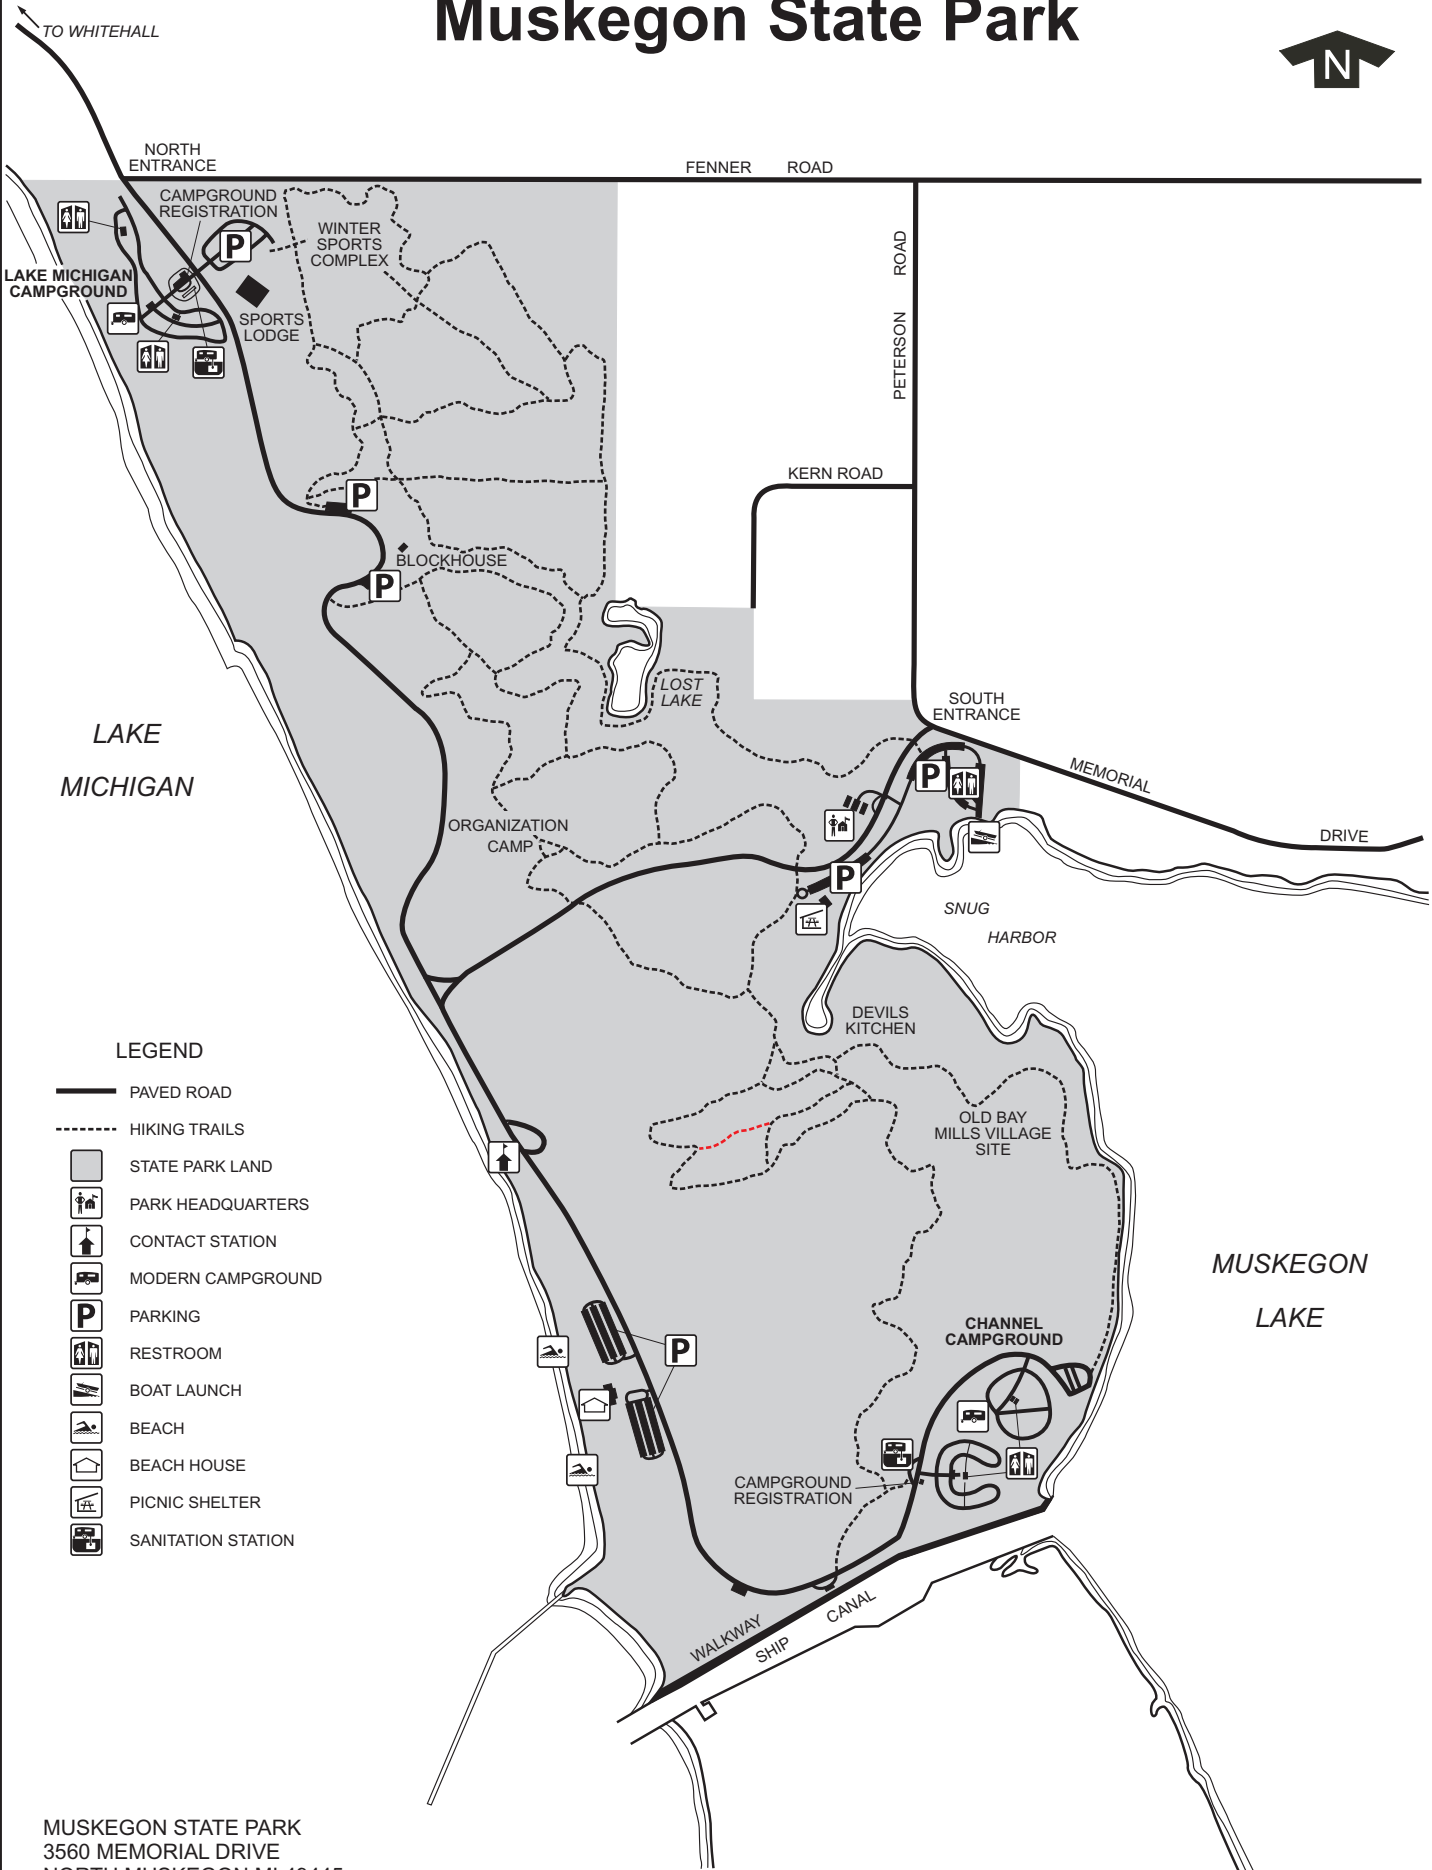 Muskegon State Park
TO WHITEHALL
N
NORTH
ENTRANCE
FENNER ROAD
CAMPGROUND
REGISTRATION
WINTER
SPORTS
COMPLEX
P
LAKE MICHIGAN
CAMPGROUND
SPORTS
LODGE
PETERSON ROAD
KERN ROAD
P
BLOCKHOUSE
P
LOST
LAKE
SOUTH
ENTRANCE
LAKE
MICHIGAN
MEMORIAL
DRIVE
P
ORGANIZATION
CAMP
P
SNUG
HARBOR
DEVILS
KITCHEN
OLD BAY
MILLS VILLAGE
SITE
LEGEND
PAVED ROAD
HIKING TRAILS
STATE PARK LAND
PARK HEADQUARTERS
CONTACT STATION
MODERN CAMPGROUND
P PARKING
RESTROOM
BOAT LAUNCH
BEACH
BEACH HOUSE
PICNIC SHELTER
SANITATION STATION
MUSKEGON
LAKE
CHANNEL
CAMPGROUND
P
CAMPGROUND
REGISTRATION
WALKWAY
SHIP CANAL
MUSKEGON STATE PARK
3560 MEMORIAL DRIVE
NORTH MUSKEGON MI 49445